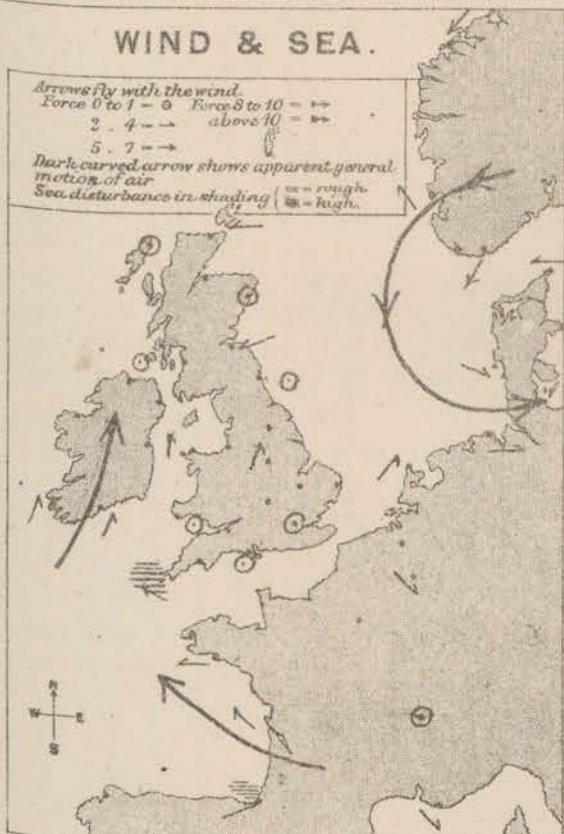 WIND & SEA.
Arrows fly with the wind.
Force 0 to 1 = ⊙ Force 8 to 10 = ↦
2 . 4 - → above 10 = ➸
5 . 7 = →
Dark curved arrow shows apparent general
motion of air
Sea disturbance in shading { = rough.
= high.
N
W E
S